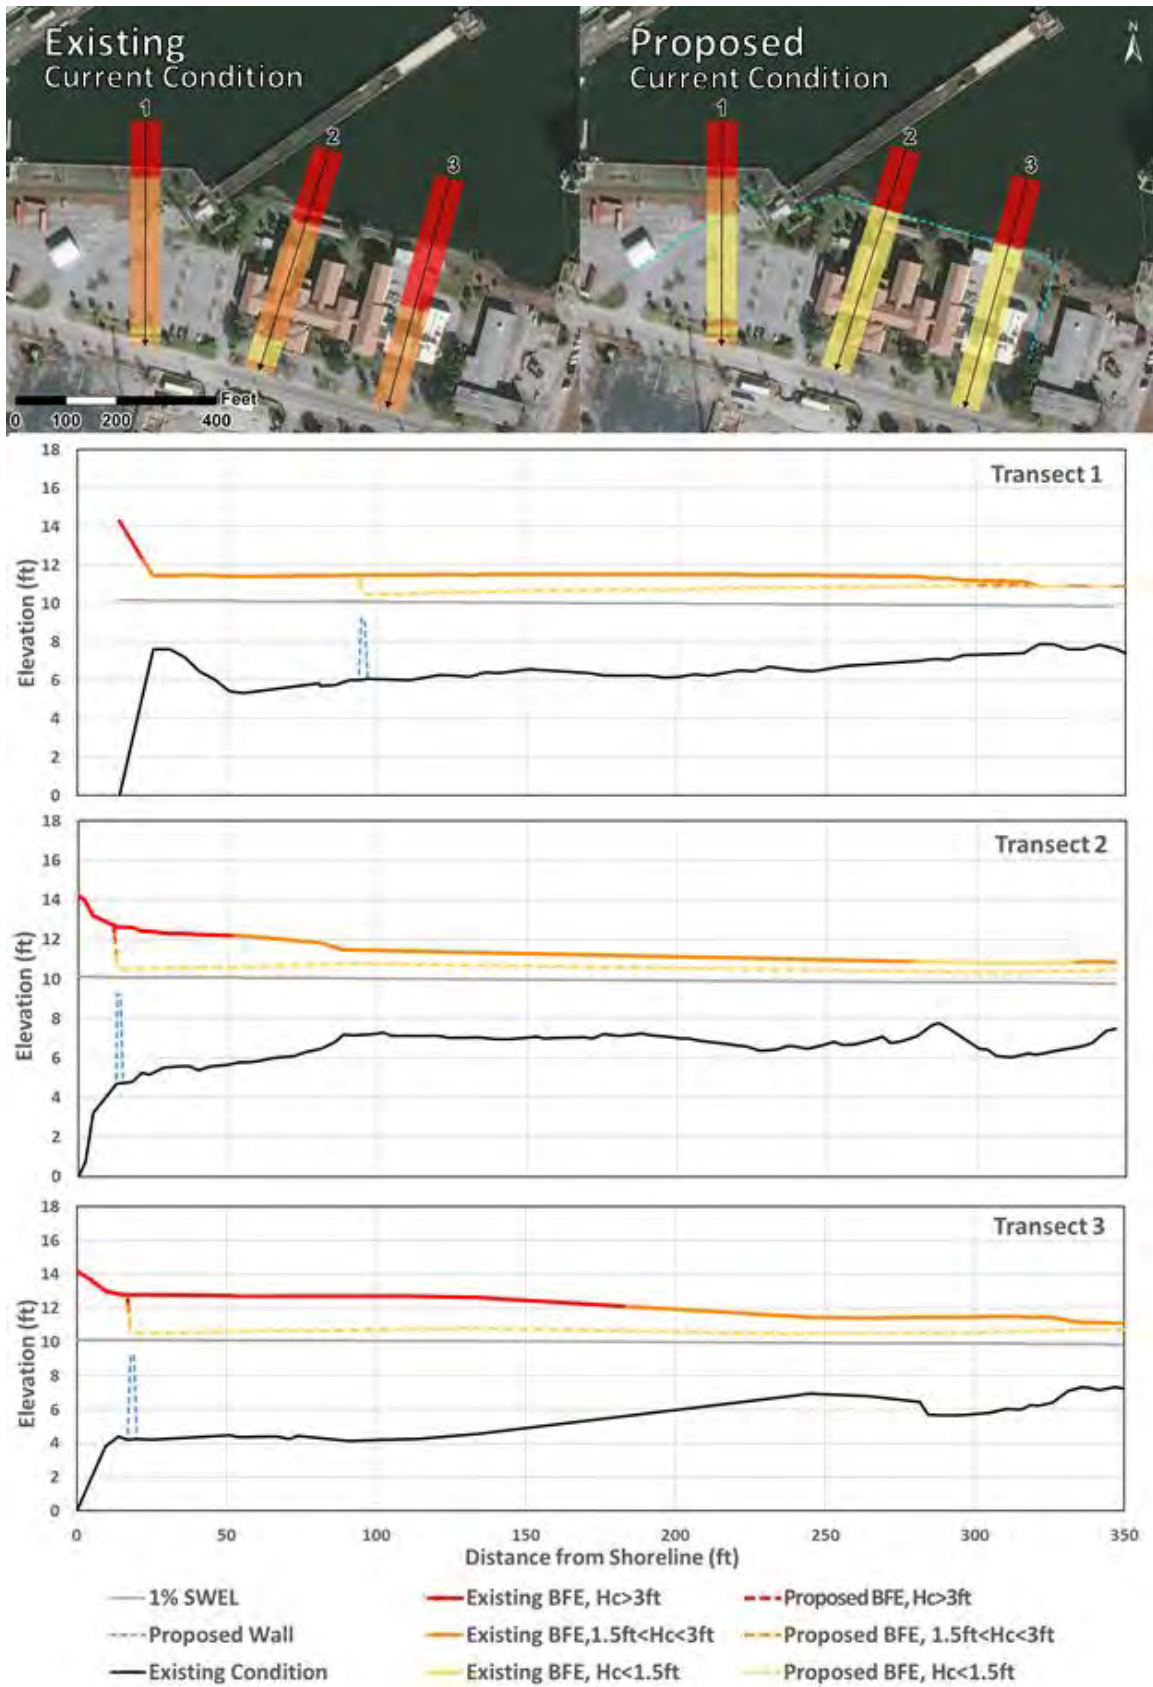 Existing
Current Condition
1
2
3
Feet
0 100 200 400
Proposed
Current Condition
N
1
2
3
Transect 1
18
16
14
12
10
8
6
4
2
0
Elevation (ft)
Transect 2
18
16
14
12
10
8
6
4
2
0
Elevation (ft)
Transect 3
18
16
14
12
10
8
6
4
2
0
Elevation (ft)
0 50 100 150 200 250 300 350
Distance from Shoreline (ft)
1% SWEL
Existing BFE, Hc>3ft
Proposed BFE, Hc>3ft
Proposed Wall
Existing BFE,1.5ft<Hc<3ft
Proposed BFE, 1.5ft<Hc<3ft
Existing Condition
Existing BFE, Hc<1.5ft
Proposed BFE, Hc<1.5ft